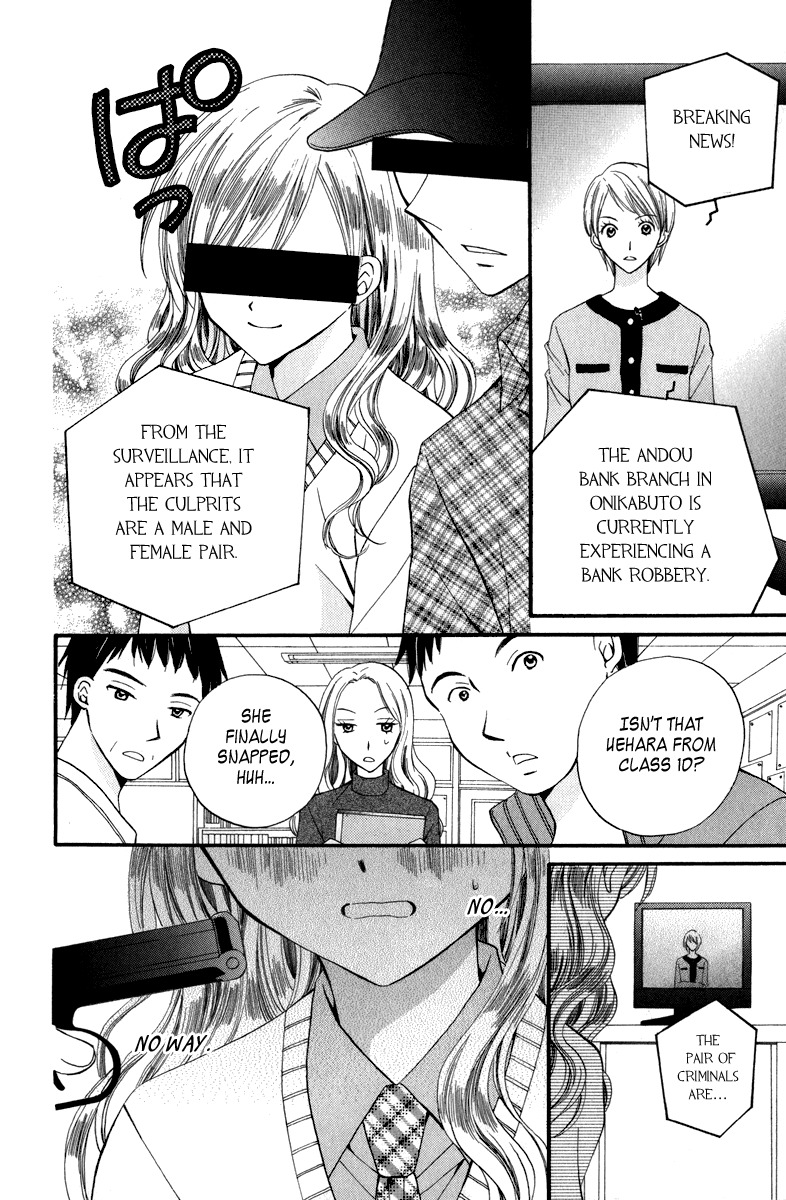 BREAKING
NEWS!
THE ANDOU
BANK BRANCH IN
ONIKABUTO IS
CURRENTLY
EXPERIENCING A
BANK ROBBERY.
ぱっ
FROM THE
SURVEILLANCE, IT
APPEARS THAT
THE CULPRITS
ARE A MALE AND
FEMALE PAIR.
ISN'T THAT
UEHARA FROM
CLASS 1D?
SHE
FINALLY
SNAPPED,
HUH...
THE
PAIR OF
CRIMINALS
ARE...
NO...
NO WAY.